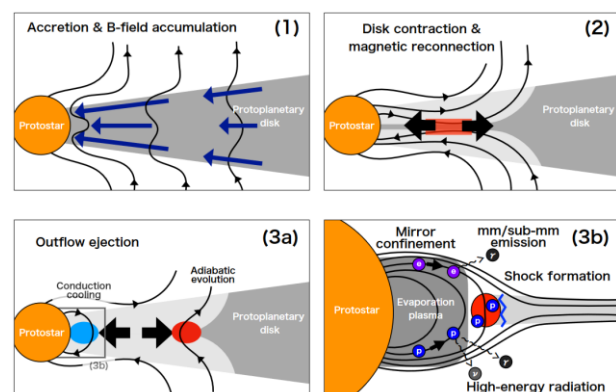 Accretion & B-field accumulation
(1)
Protostar
Protoplanetary
disk
Disk contraction &
magnetic reconnection
(2)
Protostar
Protoplanetary
disk
Outflow ejection
(3a)
Conduction
cooling
Adiabatic
evolution
Protostar
Protoplanetary
disk
(3b)
Mirror
confinement
mm/sub-mm
emission
(3b)
e
e
γ
Shock formation
Protostar
Evaporation
plasma
p
p
p
p
γ
ν
High-energy radiation